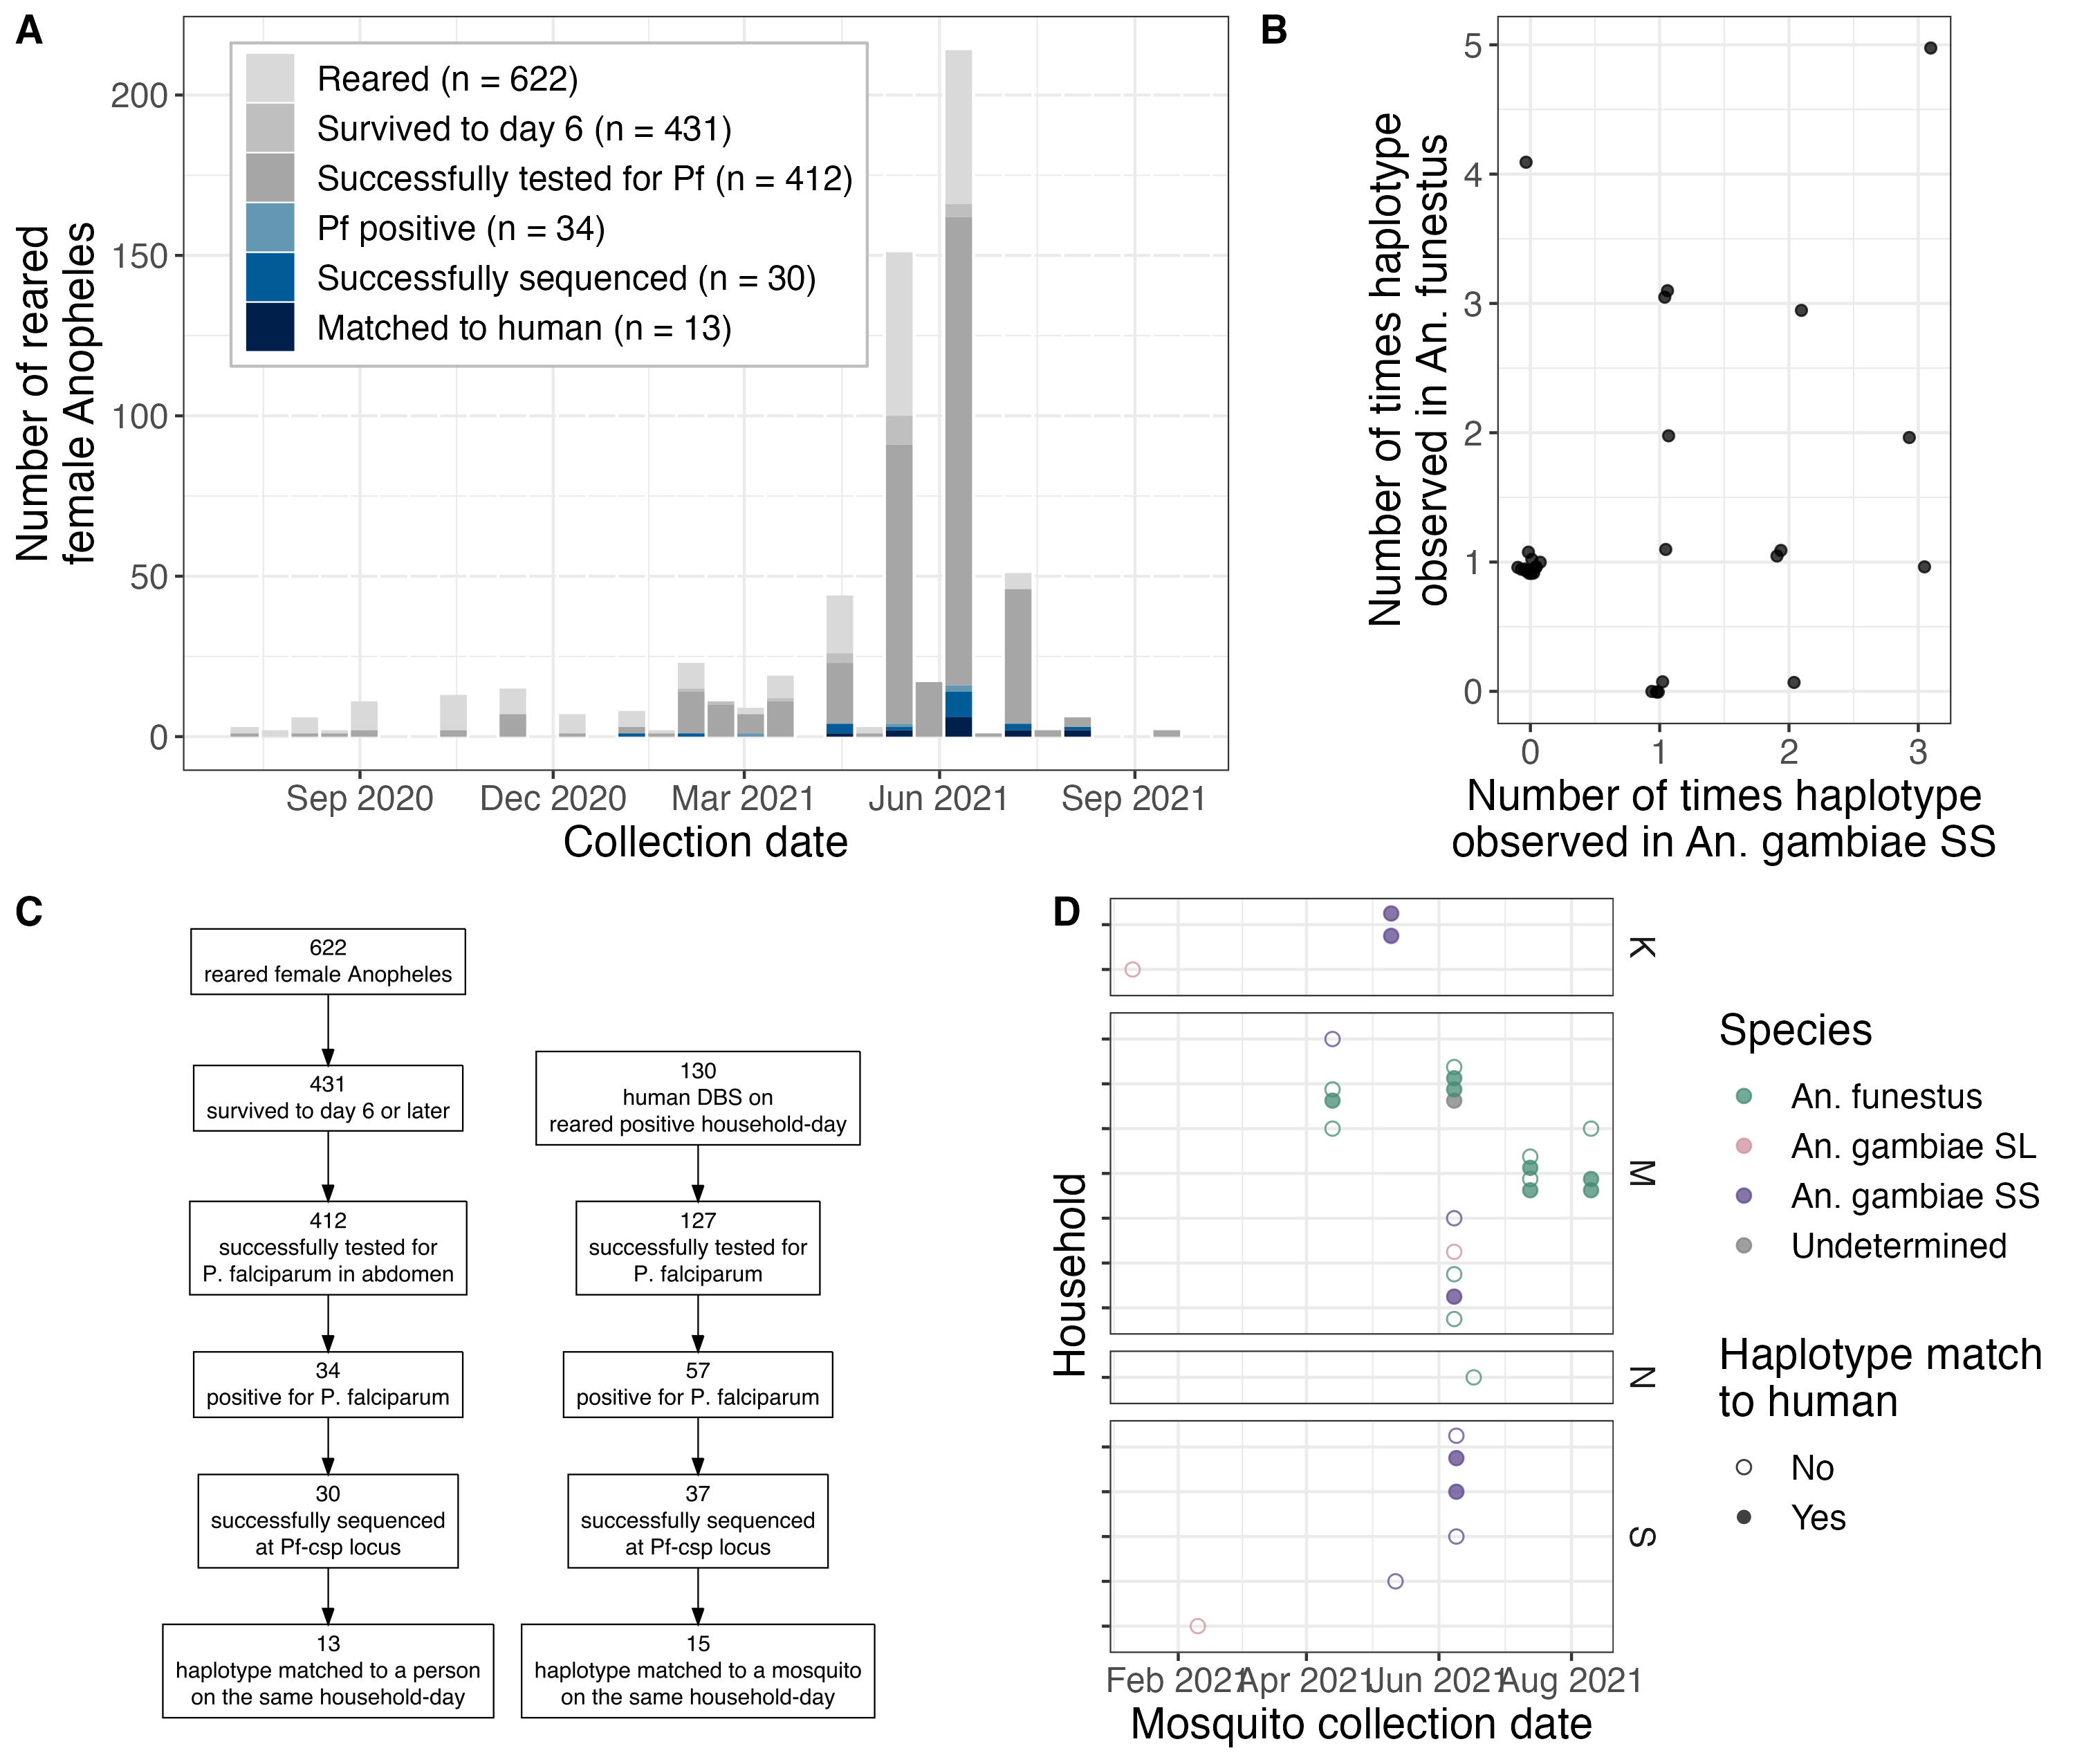 A
Number of reared
female Anopheles
200
150
100
50
0
Reared (n = 622)
Survived to day 6 (n = 431)
Successfully tested for Pf (n = 412)
Pf positive (n = 34)
Successfully sequenced (n = 30)
Matched to human (n = 13)
Sep 2020
Dec 2020
Mar 2021
Jun 2021
Sep 2021
Collection date
B
Number of times haplotype
observed in An. funestus
5
4
3
2
1
0
0
1
2
3
Number of times haplotype
observed in An. gambiae SS
C
622
reared female Anopheles
431
survived to day 6 or later
412
successfully tested for
P. falciparum in abdomen
34
positive for P. falciparum
30
successfully sequenced
at Pf-csp locus
13
haplotype matched to a person
on the same household-day
130
human DBS on
reared positive household-day
127
successfully tested for
P. falciparum
57
positive for P. falciparum
37
successfully sequenced
at Pf-csp locus
15
haplotype matched to a mosquito
on the same household-day
D
Household
K
M
N
S
Feb 2021
Apr 2021
Jun 2021
Aug 2021
Mosquito collection date
Species
An. funestus
An. gambiae SL
An. gambiae SS
Undetermined
Haplotype match
to human
No
Yes